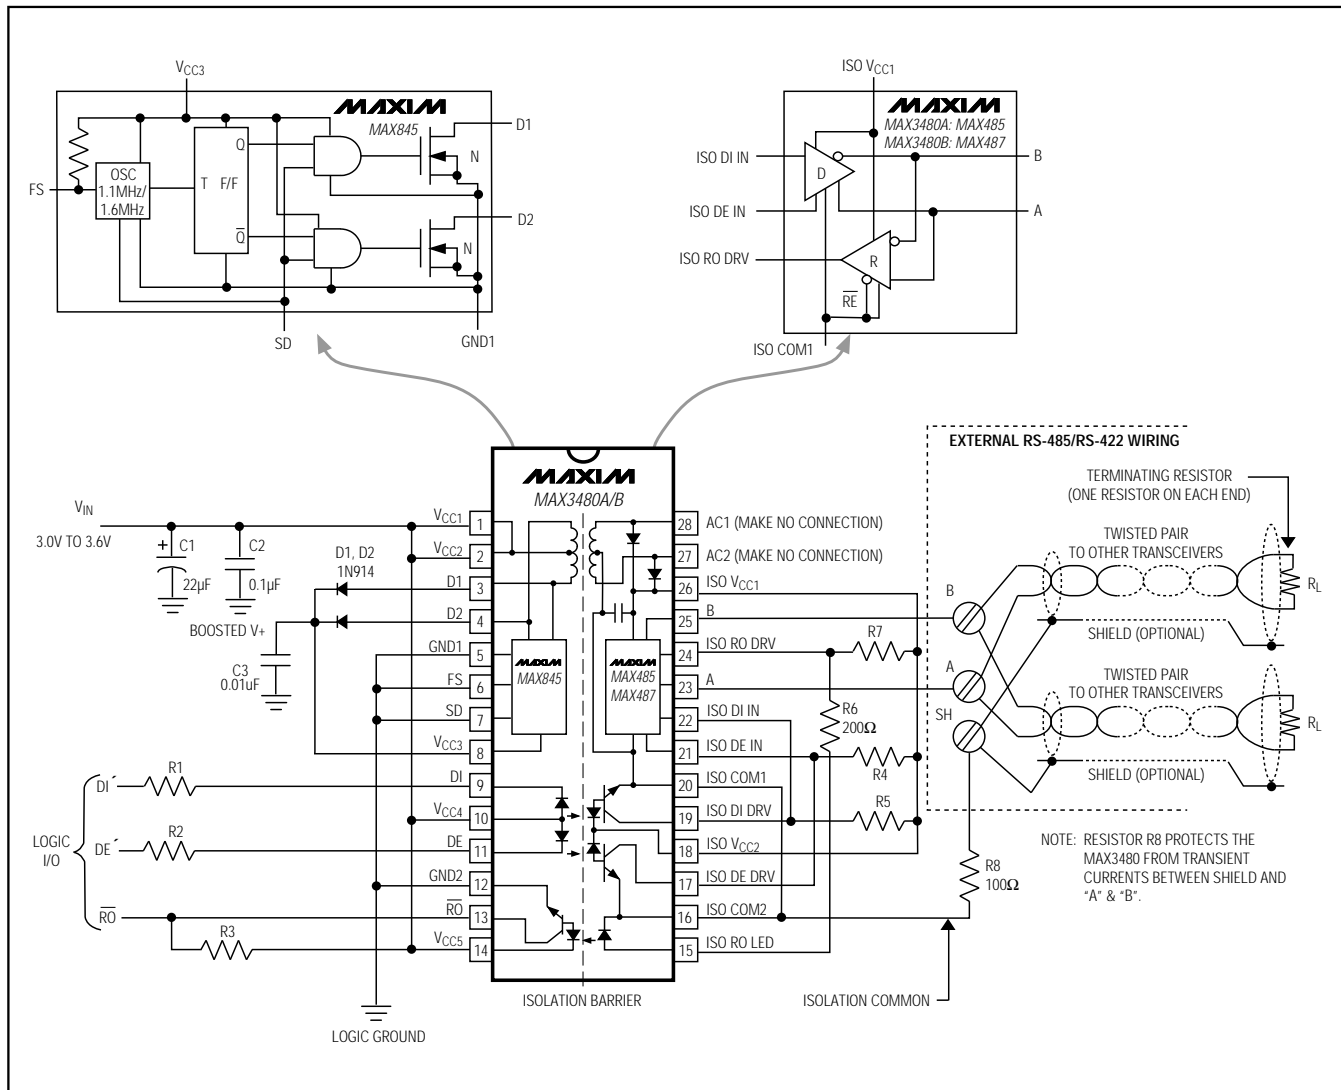 VCC3
MAXIM
MAX845
D1
Q
N
OSC
1.1MHz/
1.6MHz
T F/F
FS
D2
Q̅
N
SD
GND1
ISO VCC1
MAXIM
MAX3480A: MAX485
MAX3480B: MAX487
ISO DI IN
B
D
ISO DE IN
A
ISO RO DRV
R
R̅E̅
ISO COM1
MAXIM
MAX3480A/B
VIN
3.0V TO 3.6V
+
C1
22µF
C2
0.1µF
D1, D2
1N914
BOOSTED V+
C3
0.01uF
VCC1
1
VCC2
2
D1
3
D2
4
GND1
5
FS
6
SD
7
VCC3
8
DI
9
VCC4
10
DE
11
GND2
12
R̅O̅
13
VCC5
14
MAXIM
MAX845
MAXIM
MAX485
MAX487
28
AC1 (MAKE NO CONNECTION)
27
AC2 (MAKE NO CONNECTION)
26
ISO VCC1
25
B
24
ISO RO DRV
23
A
22
ISO DI IN
21
ISO DE IN
20
ISO COM1
19
ISO DI DRV
18
ISO VCC2
17
ISO DE DRV
16
ISO COM2
15
ISO RO LED
LOGIC
I/O
DI´
R1
DE´
R2
R̅O̅
R3
LOGIC GROUND
ISOLATION BARRIER
R7
R6
200Ω
R4
R5
ISOLATION COMMON
R8
100Ω
EXTERNAL RS-485/RS-422 WIRING
TERMINATING RESISTOR
(ONE RESISTOR ON EACH END)
TWISTED PAIR
TO OTHER TRANSCEIVERS
B
RL
SHIELD (OPTIONAL)
A
TWISTED PAIR
TO OTHER TRANSCEIVERS
SH
RL
SHIELD (OPTIONAL)
NOTE: RESISTOR R8 PROTECTS THE
MAX3480 FROM TRANSIENT
CURRENTS BETWEEN SHIELD AND
"A" & "B".